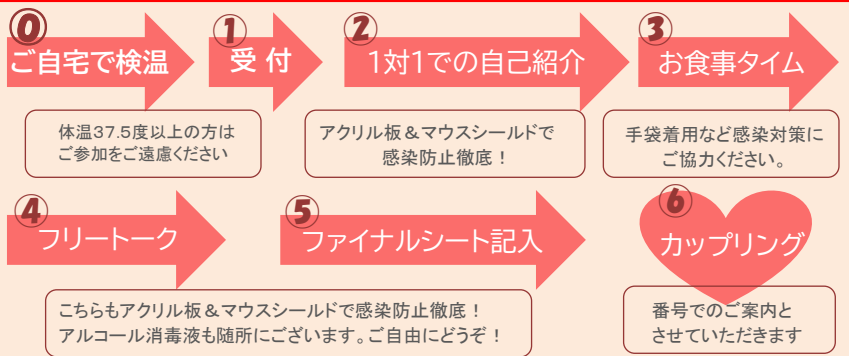 ⓪
ご自宅で検温
①
受 付
②
1対1での自己紹介
③
お食事タイム
体温37.5度以上の方は
ご参加をご遠慮ください
アクリル板&マウスシールドで
感染防止徹底!
手袋着用など感染対策に
ご協力ください。
④
フリートーク
⑤
ファイナルシート記入
⑥
カップリング
こちらもアクリル板&マウスシールドで感染防止徹底!
アルコール消毒液も随所にございます。ご自由にどうぞ!
番号でのご案内と
させていただきます